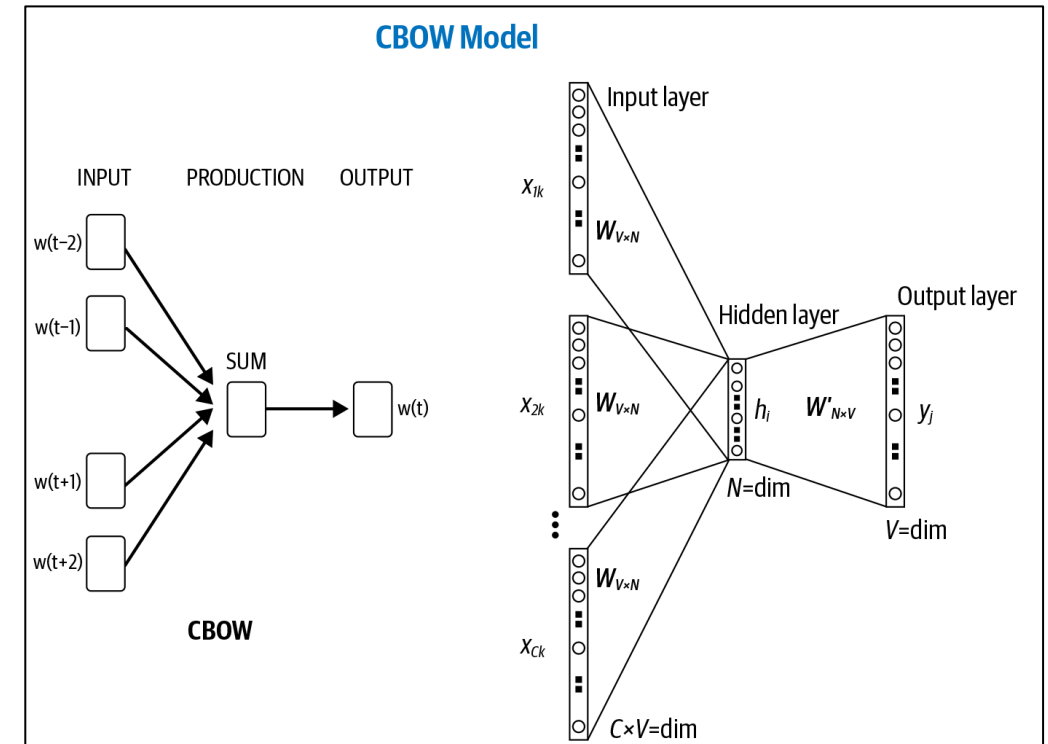 CBOW Model
INPUT PRODUCTION OUTPUT
w(t−2)
w(t−1)
SUM
w(t)
w(t+1)
w(t+2)
CBOW
Input layer
x1k
WV×N
Hidden layer
Output layer
x2k
WV×N
hi
W'N×V
yj
N=dim
V=dim
WV×N
xCk
C×V=dim